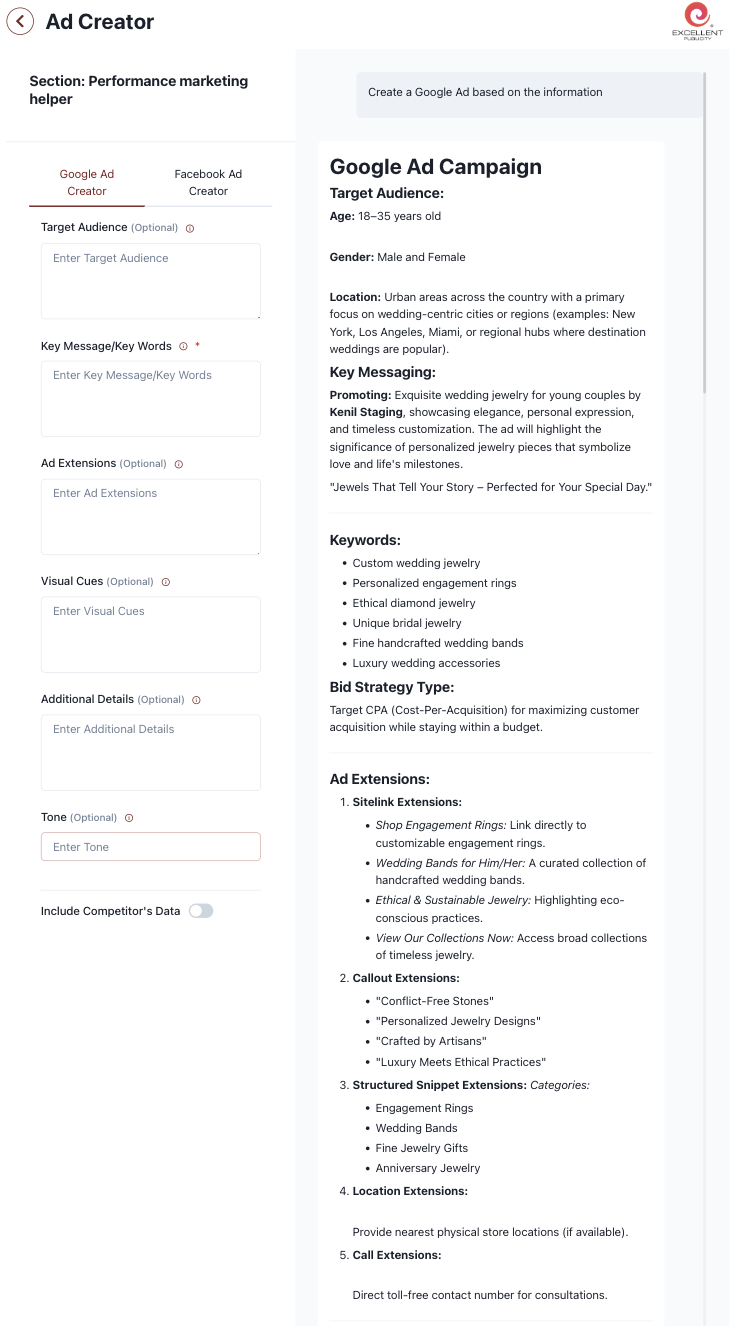 Ad Creator
EXCELLENT
PUBLICITY
Section: Performance marketing
helper
Google Ad
Creator
Facebook Ad
Creator
Target Audience (Optional)
Enter Target Audience
Key Message/Key Words *
Enter Key Message/Key Words
Ad Extensions (Optional)
Enter Ad Extensions
Visual Cues (Optional)
Enter Visual Cues
Additional Details (Optional)
Enter Additional Details
Tone (Optional)
Enter Tone
Include Competitor's Data
Create a Google Ad based on the information
Google Ad Campaign
Target Audience:
Age: 18–35 years old
Gender: Male and Female
Location: Urban areas across the country with a primary
focus on wedding-centric cities or regions (examples: New
York, Los Angeles, Miami, or regional hubs where destination
weddings are popular).
Key Messaging:
Promoting: Exquisite wedding jewelry for young couples by
Kenil Staging, showcasing elegance, personal expression,
and timeless customization. The ad will highlight the
significance of personalized jewelry pieces that symbolize
love and life's milestones.
"Jewels That Tell Your Story – Perfected for Your Special Day."
Keywords:
• Custom wedding jewelry
• Personalized engagement rings
• Ethical diamond jewelry
• Unique bridal jewelry
• Fine handcrafted wedding bands
• Luxury wedding accessories
Bid Strategy Type:
Target CPA (Cost-Per-Acquisition) for maximizing customer
acquisition while staying within a budget.
Ad Extensions:
1. Sitelink Extensions:
• Shop Engagement Rings: Link directly to
customizable engagement rings.
• Wedding Bands for Him/Her: A curated collection of
handcrafted wedding bands.
• Ethical & Sustainable Jewelry: Highlighting eco-
conscious practices.
• View Our Collections Now: Access broad collections
of timeless jewelry.
2. Callout Extensions:
• "Conflict-Free Stones"
• "Personalized Jewelry Designs"
• "Crafted by Artisans"
• "Luxury Meets Ethical Practices"
3. Structured Snippet Extensions: Categories:
• Engagement Rings
• Wedding Bands
• Fine Jewelry Gifts
• Anniversary Jewelry
4. Location Extensions:
Provide nearest physical store locations (if available).
5. Call Extensions:
Direct toll-free contact number for consultations.